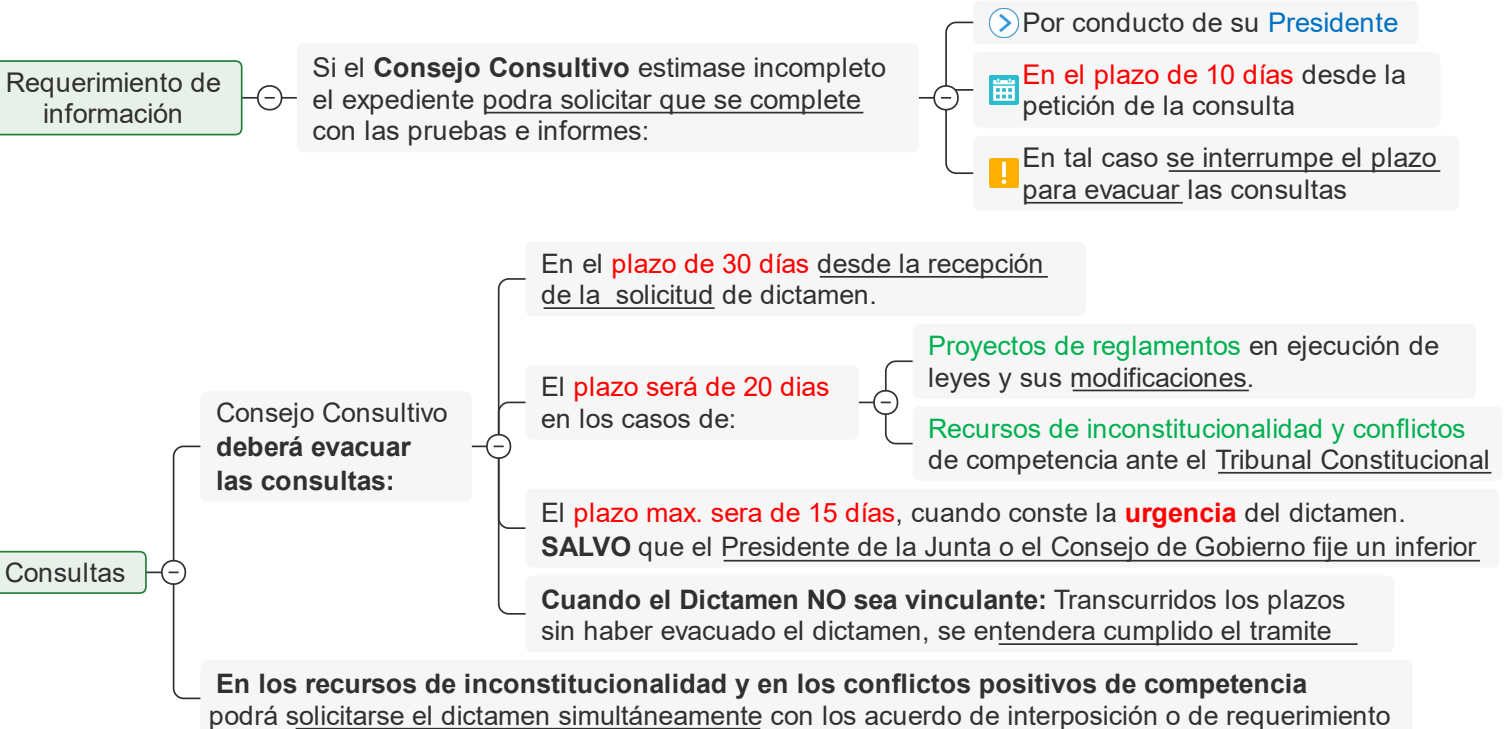 Requerimiento de
información
Si el Consejo Consultivo estimase incompleto
el expediente podra solicitar que se complete
con las pruebas e informes:
Por conducto de su Presidente
En el plazo de 10 días desde la
petición de la consulta
En tal caso se interrumpe el plazo
para evacuar las consultas
Consultas
Consejo Consultivo
deberá evacuar
las consultas:
En el plazo de 30 días desde la recepción
de la solicitud de dictamen.
El plazo será de 20 dias
en los casos de:
Proyectos de reglamentos en ejecución de
leyes y sus modificaciones.
Recursos de inconstitucionalidad y conflictos
de competencia ante el Tribunal Constitucional
El plazo max. sera de 15 días, cuando conste la urgencia del dictamen.
SALVO que el Presidente de la Junta o el Consejo de Gobierno fije un inferior
Cuando el Dictamen NO sea vinculante: Transcurridos los plazos
sin haber evacuado el dictamen, se entendera cumplido el tramite
En los recursos de inconstitucionalidad y en los conflictos positivos de competencia
podrá solicitarse el dictamen simultáneamente con los acuerdo de interposición o de requerimiento